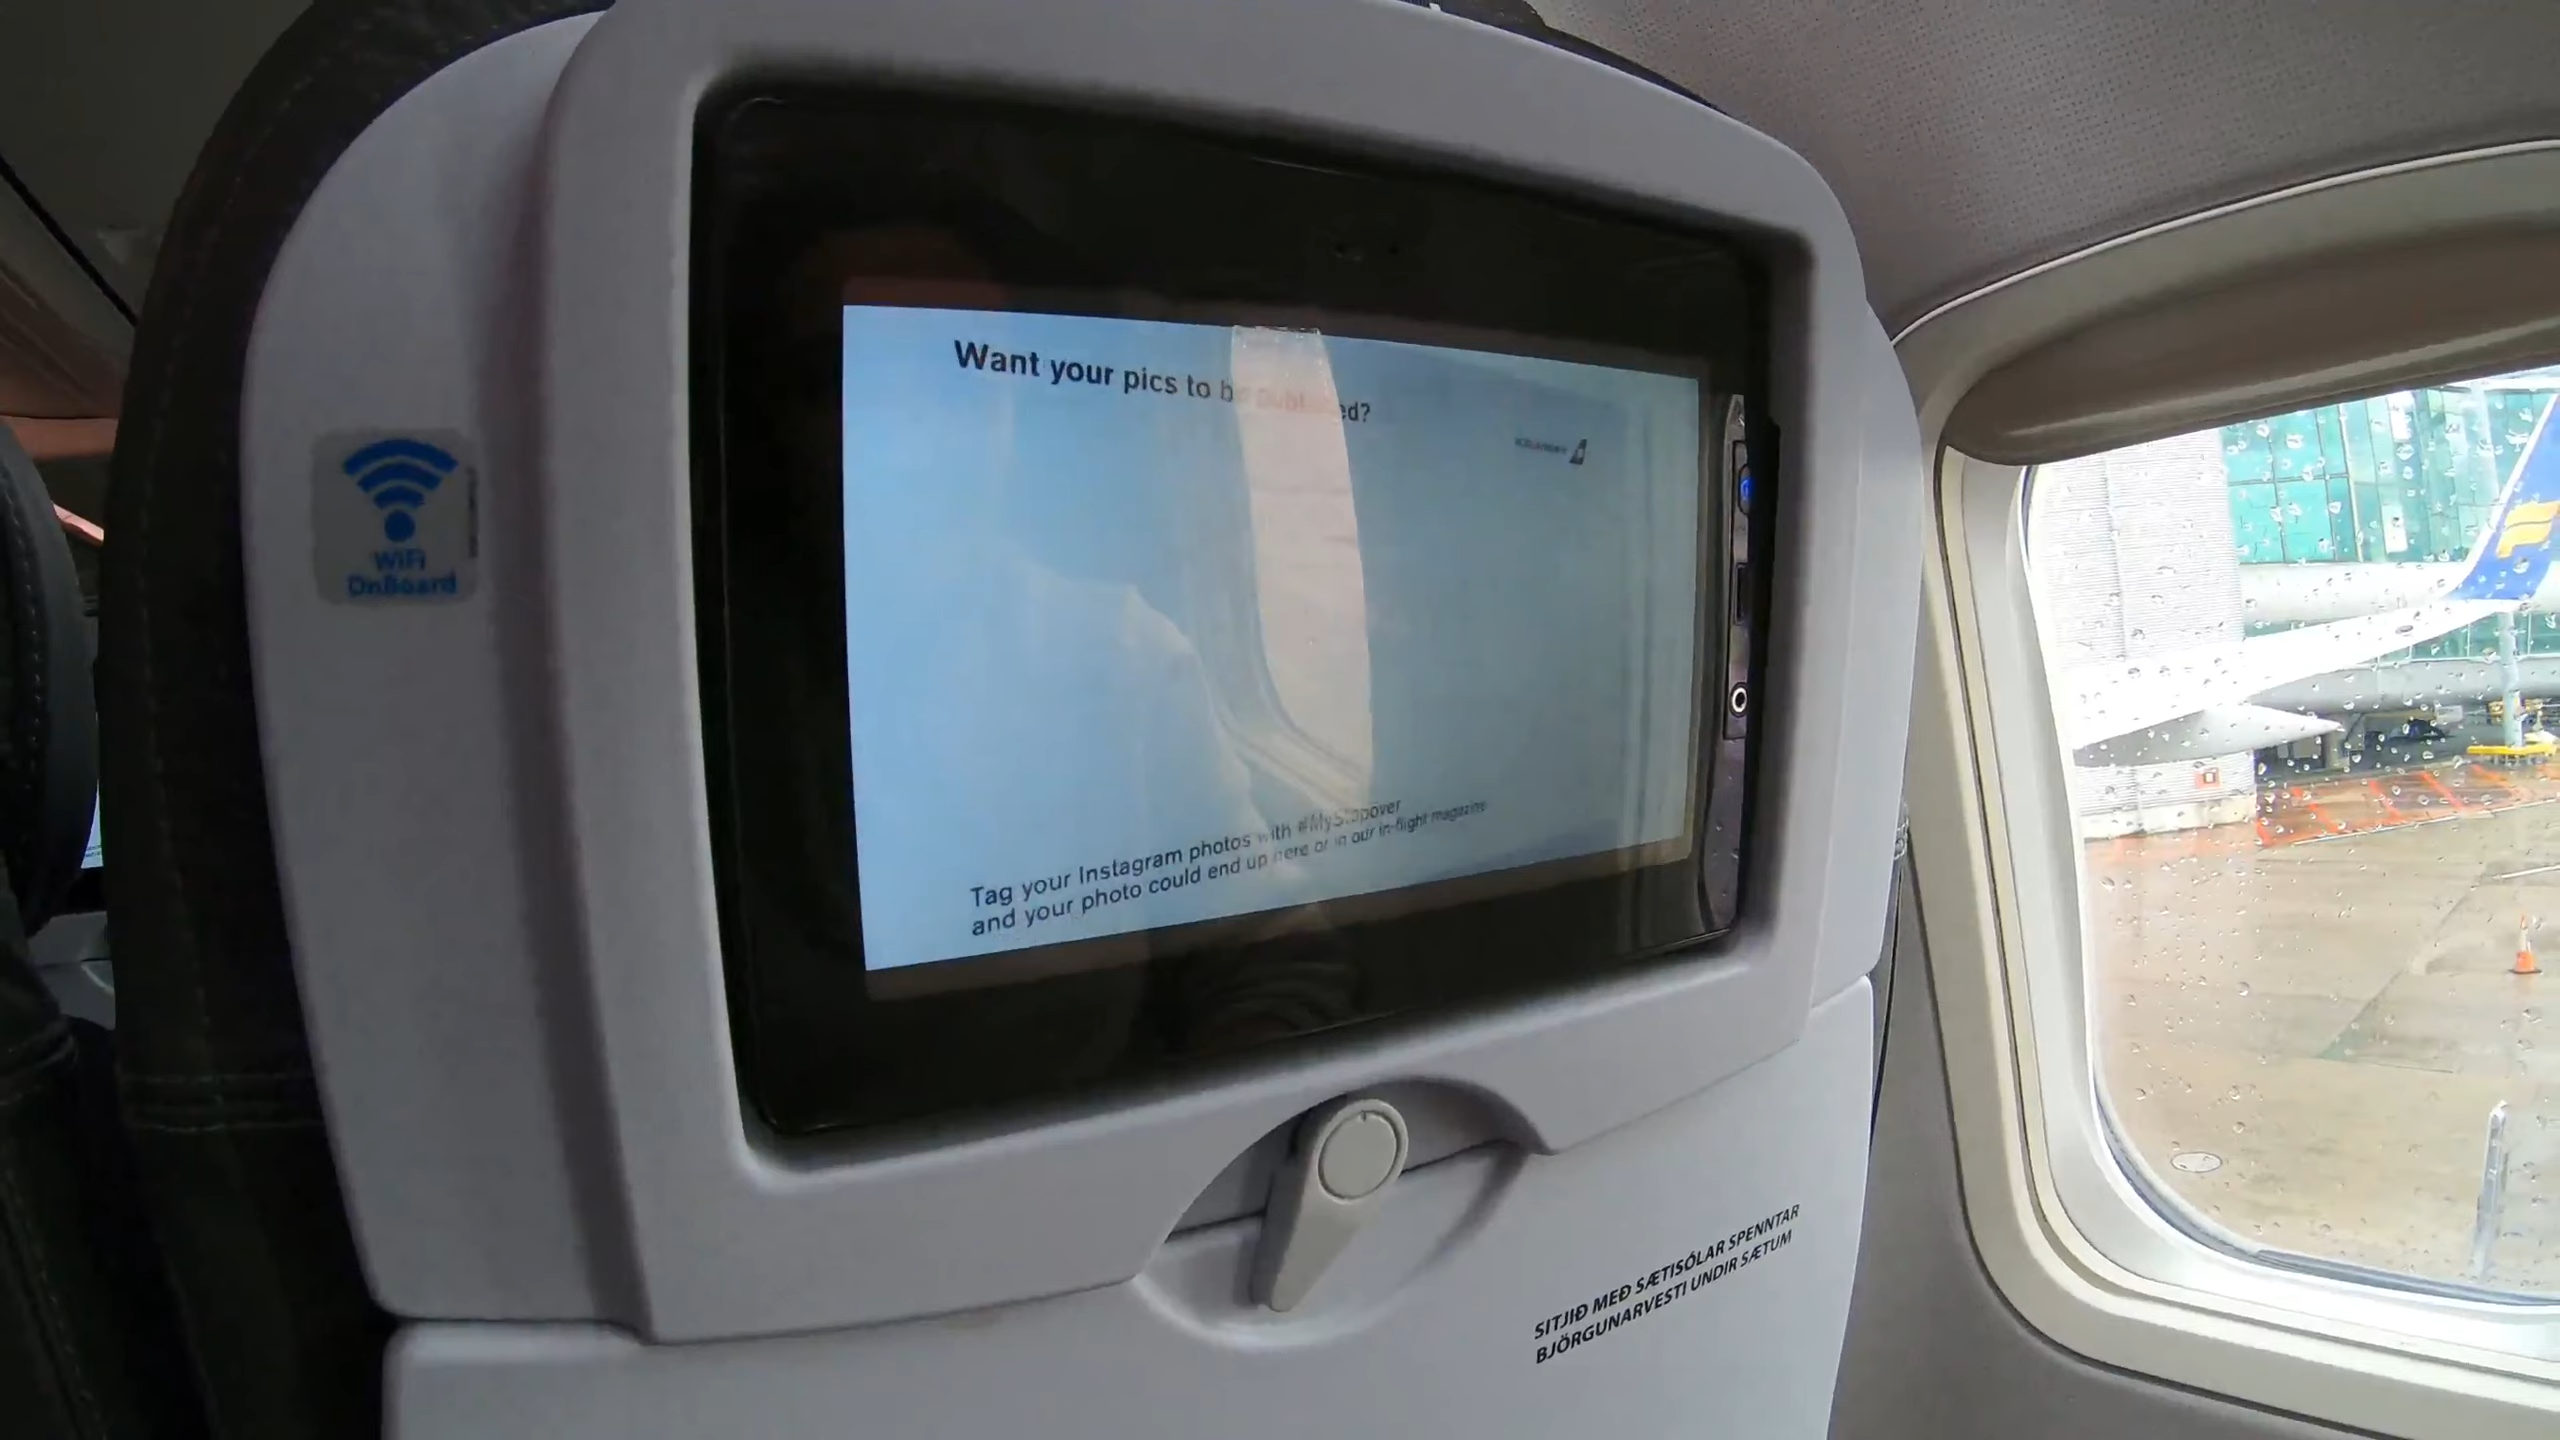 Want your pics to be published?
ICELANDAIR
WiFi
OnBoard
Tag your Instagram photos with #MyStopover
and your photo could end up here or in our in-flight magazine
SITJIÐ MEÐ SÆTISÓLAR SPENNTAR
BJÖRGUNARVESTI UNDIR SÆTUM